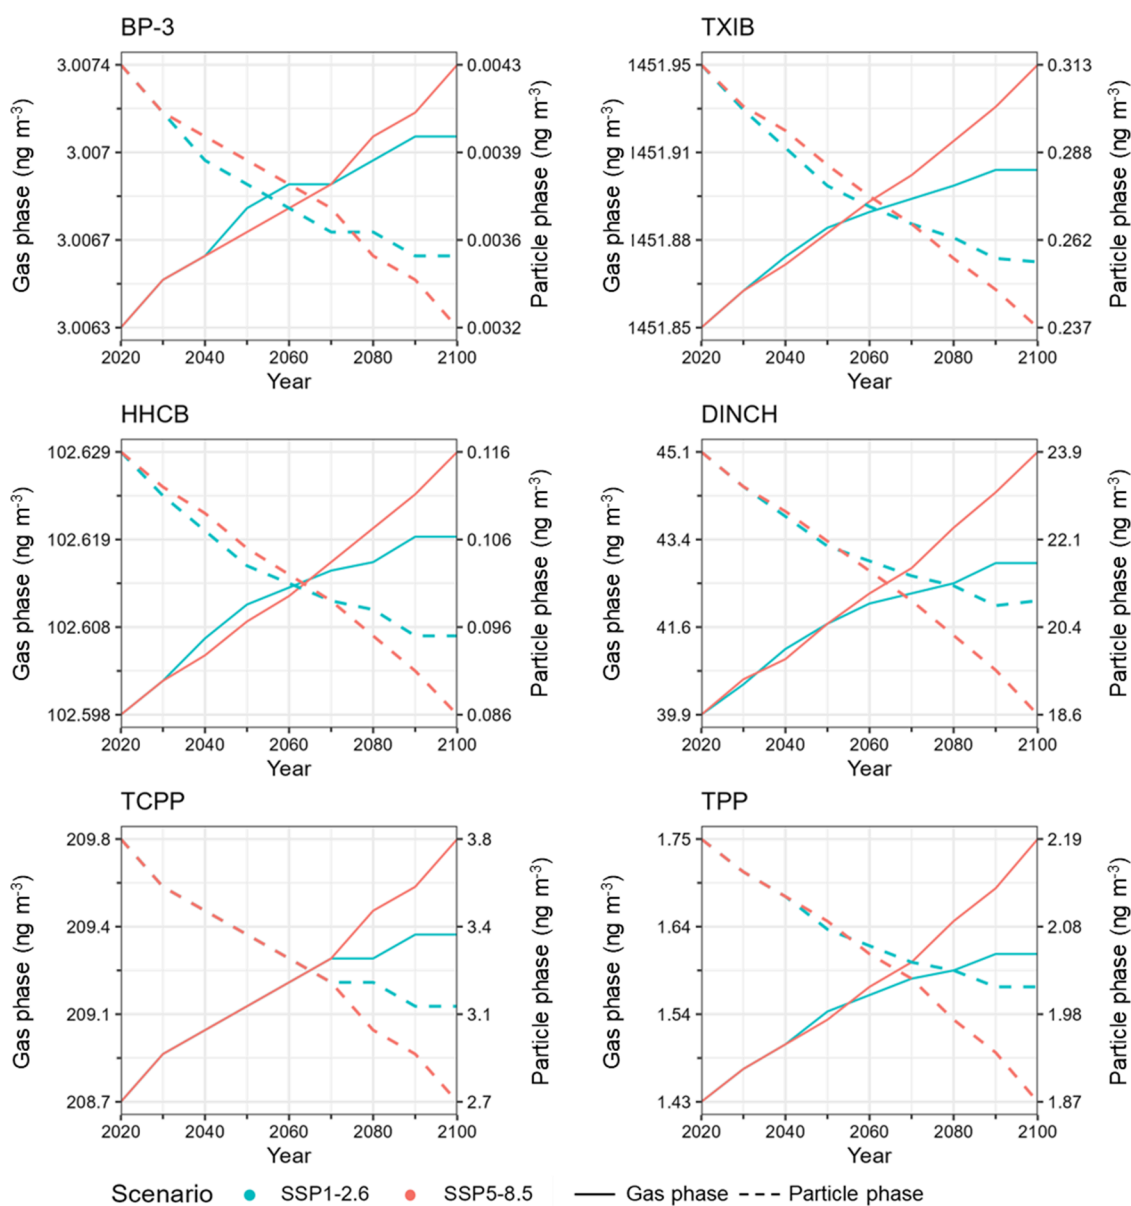 BP-3
TXIB
Gas phase (ng m-3)
3.0074
3.007
3.0067
3.0063
0.0043
0.0039
0.0036
0.0032
Particle phase (ng m-3)
2020 2040 2060 2080 2100
Year
Gas phase (ng m-3)
1451.95
1451.91
1451.88
1451.85
0.313
0.288
0.262
0.237
Particle phase (ng m-3)
2020 2040 2060 2080 2100
Year
HHCB
DINCH
Gas phase (ng m-3)
102.629
102.619
102.608
102.598
0.116
0.106
0.096
0.086
Particle phase (ng m-3)
2020 2040 2060 2080 2100
Year
Gas phase (ng m-3)
45.1
43.4
41.6
39.9
23.9
22.1
20.4
18.6
Particle phase (ng m-3)
2020 2040 2060 2080 2100
Year
TCPP
TPP
Gas phase (ng m-3)
209.8
209.4
209.1
208.7
3.8
3.4
3.1
2.7
Particle phase (ng m-3)
2020 2040 2060 2080 2100
Year
Gas phase (ng m-3)
1.75
1.64
1.54
1.43
2.19
2.08
1.98
1.87
Particle phase (ng m-3)
2020 2040 2060 2080 2100
Year
Scenario SSP1-2.6 SSP5-8.5 Gas phase Particle phase